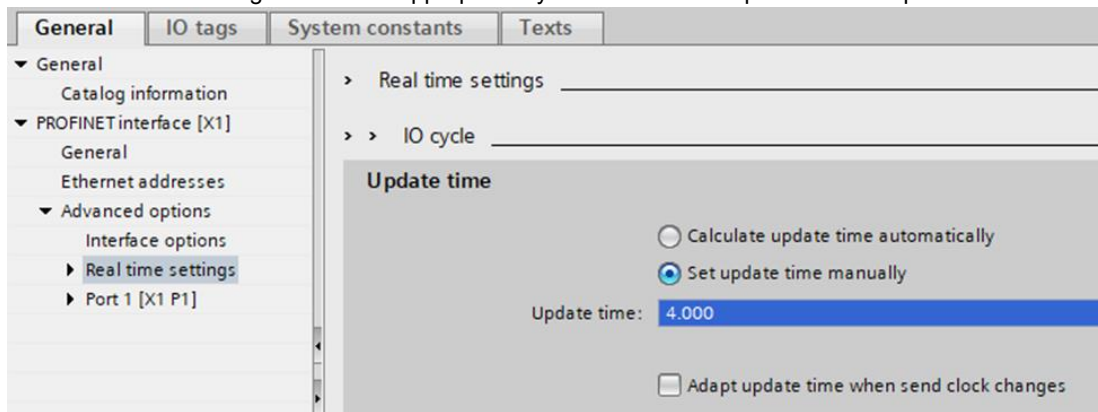 General IO tags System constants Texts
General
Catalog information
PROFINET interface [X1]
General
Ethernet addresses
Advanced options
Interface options
Real time settings
Port 1 [X1 P1]
Real time settings
IO cycle
Update time
Calculate update time automatically
Set update time manually
Update time: 4.000
Adapt update time when send clock changes